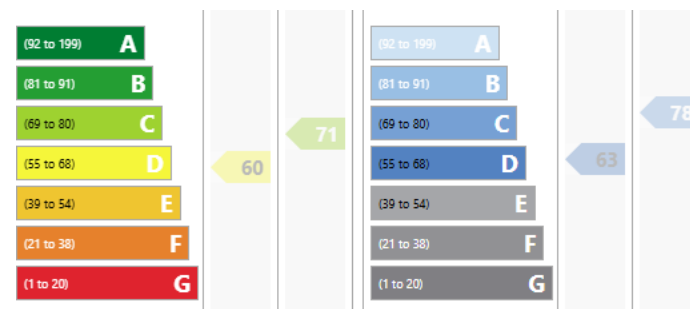 (92 to 199) A
(81 to 91) B
(69 to 80) C
(55 to 68) D
(39 to 54) E
(21 to 38) F
(1 to 20) G
60
71
(92 to 199) A
(81 to 91) B
(69 to 80) C
(55 to 68) D
(39 to 54) E
(21 to 38) F
(1 to 20) G
63
78